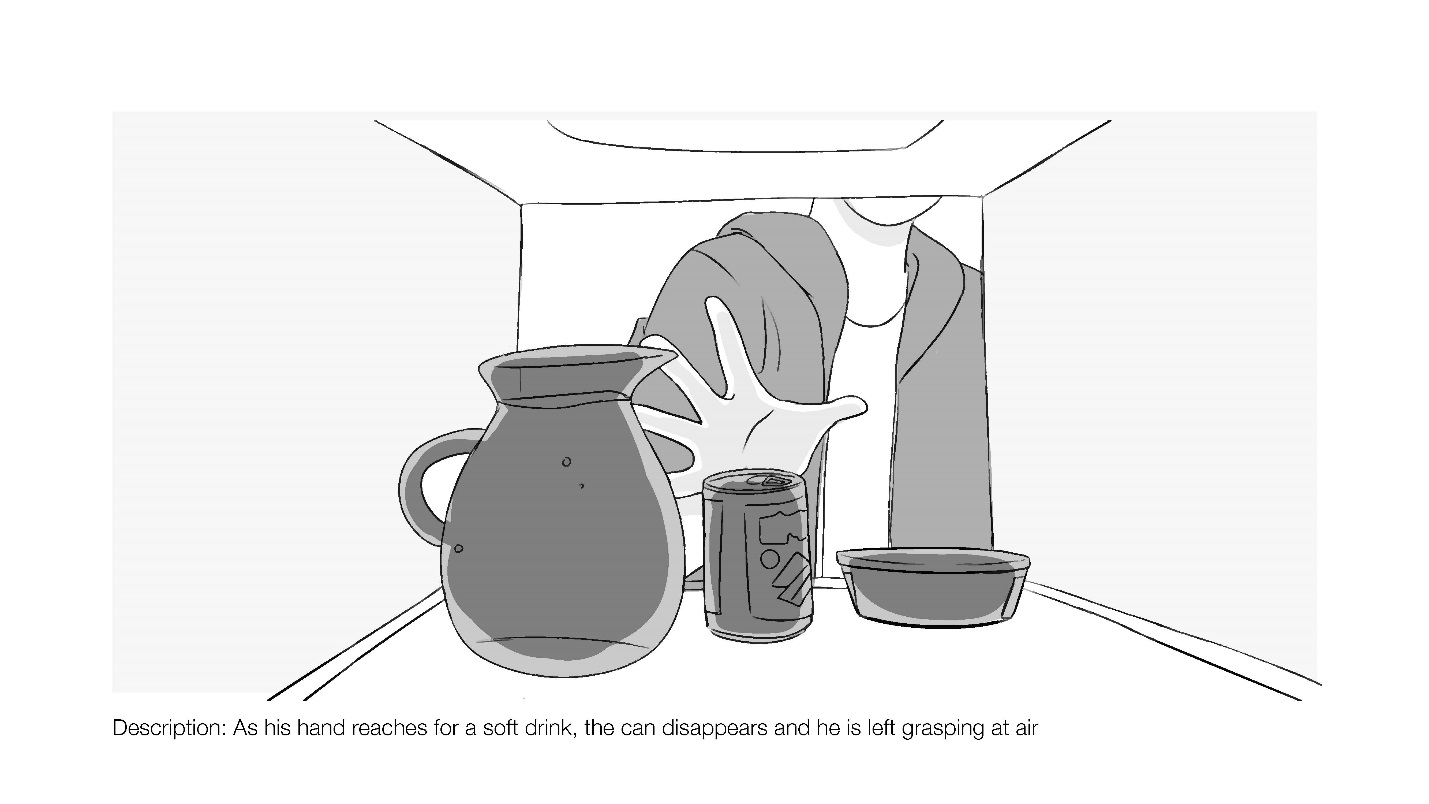 Description: As his hand reaches for a soft drink, the can disappears and he is left grasping at air